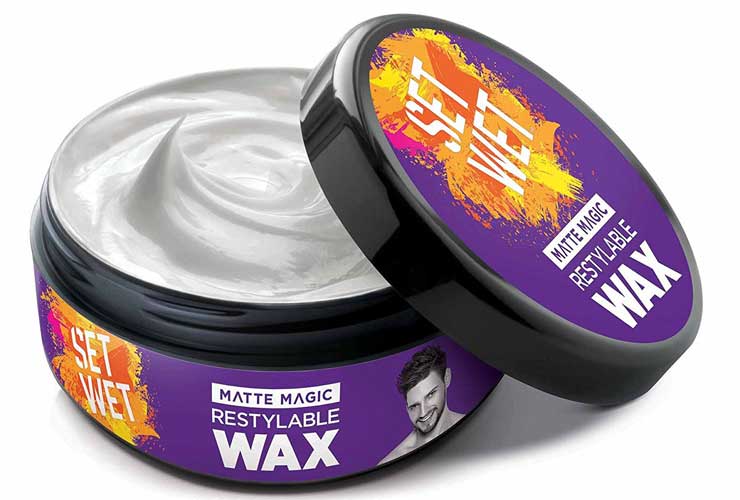 SET
WET
MATTE MAGIC
RESTYLABLE
WAX
SET
WET
MATTE MAGIC
RESTYLABLE
WAX